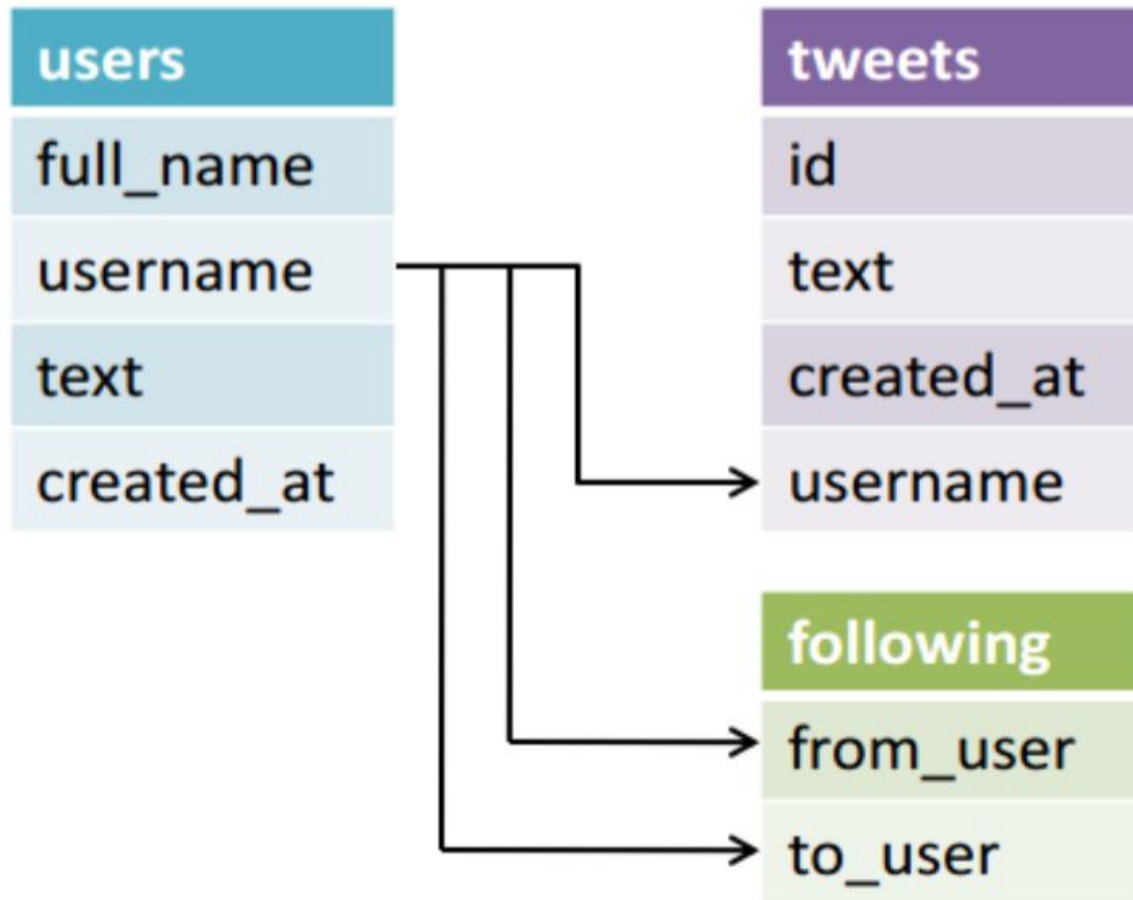 users
full_name
username
text
created_at
tweets
id
text
created_at
username
following
from_user
to_user